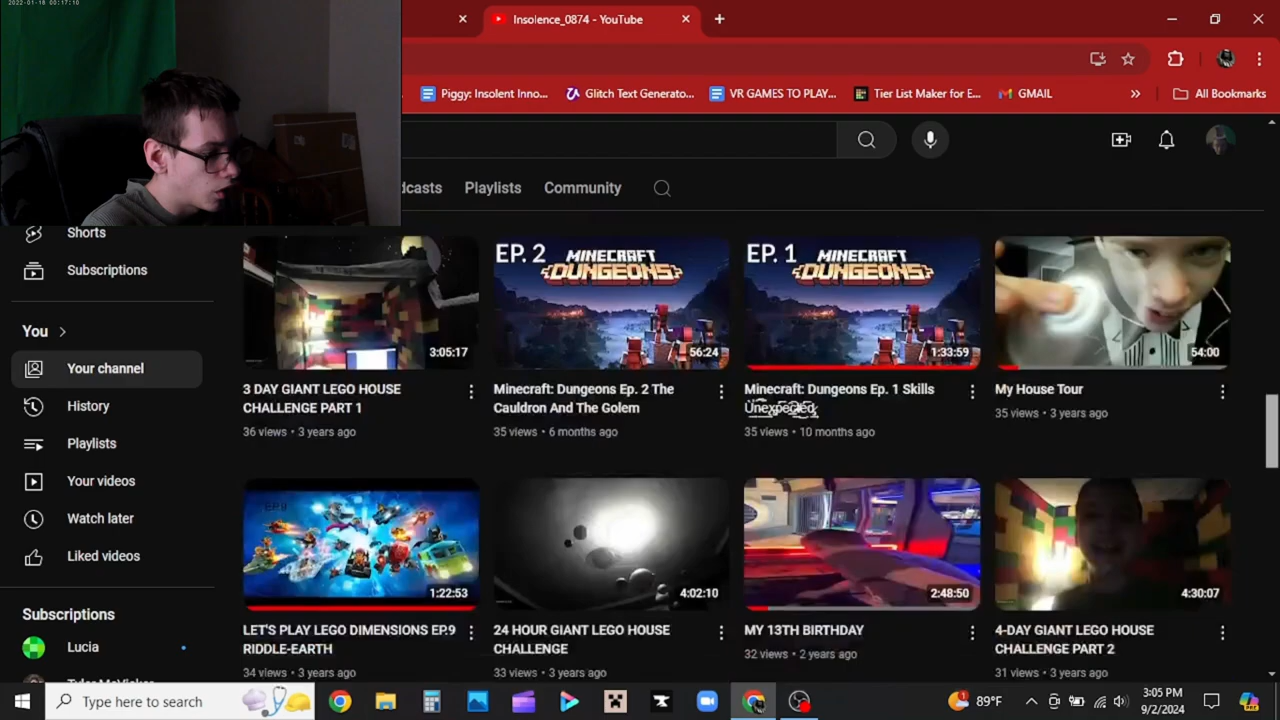 2022-01-18 00:17:10
Insolence_0874 - YouTube
Piggy: Insolent Inno...
Glitch Text Generato...
VR GAMES TO PLAY...
Tier List Maker for E...
GMAIL
All Bookmarks
dcasts
Playlists
Community
Shorts
Subscriptions
You
Your channel
History
Playlists
Your videos
Watch later
Liked videos
Subscriptions
Lucia
3:05:17
3 DAY GIANT LEGO HOUSE
CHALLENGE PART 1
36 views • 3 years ago
EP. 2
MINECRAFT
DUNGEONS
56:24
Minecraft: Dungeons Ep. 2 The
Cauldron And The Golem
35 views • 6 months ago
EP. 1
MINECRAFT
DUNGEONS
1:33:59
Minecraft: Dungeons Ep. 1 Skills
Unexpected
35 views • 10 months ago
54:00
My House Tour
35 views • 3 years ago
EP.9
1:22:53
LET'S PLAY LEGO DIMENSIONS EP.9
RIDDLE-EARTH
34 views • 3 years ago
4:02:10
24 HOUR GIANT LEGO HOUSE
CHALLENGE
33 views • 3 years ago
2:48:50
MY 13TH BIRTHDAY
32 views • 2 years ago
4:30:07
4-DAY GIANT LEGO HOUSE
CHALLENGE PART 2
31 views • 3 years ago
Type here to search
89°F
3:05 PM
9/2/2024